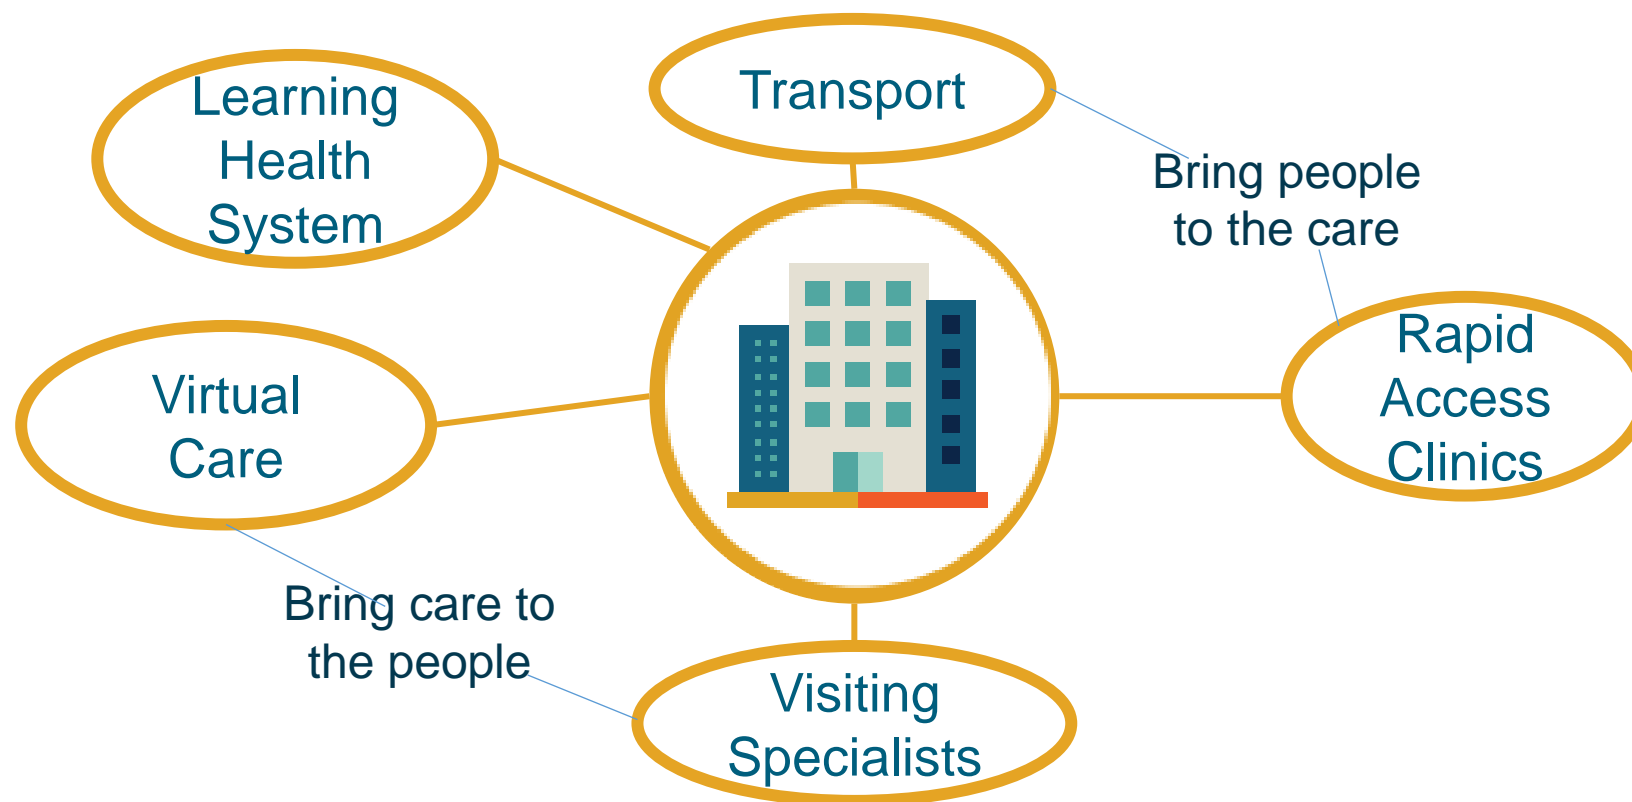 Learning
Health
System
Transport
Bring people
to the care
Rapid
Access
Clinics
Virtual
Care
Bring care to
the people
Visiting
Specialists